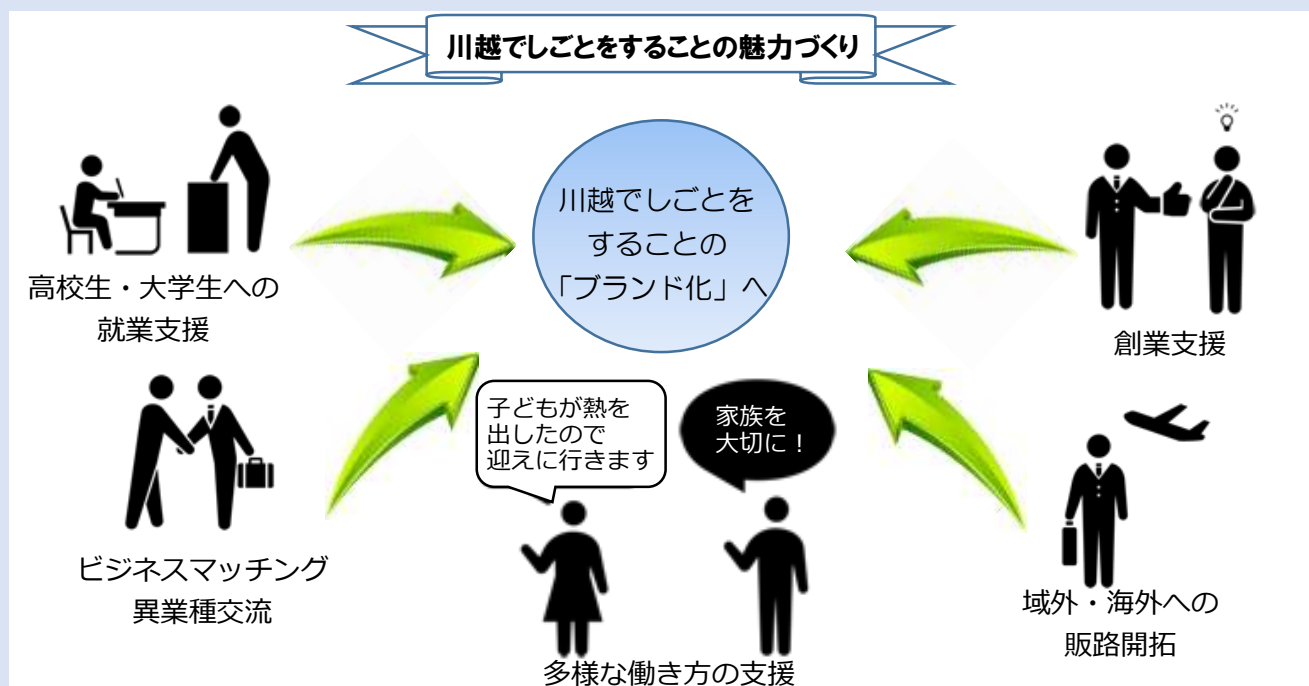 川越でしごとをすることの魅力づくり
川越でしごとを
することの
「ブランド化」へ
高校生・大学生への
就業支援
創業支援
子どもが熱を
出したので
迎えに行きます
家族を
大切に！
ビジネスマッチング
異業種交流
域外・海外への
販路開拓
多様な働き方の支援